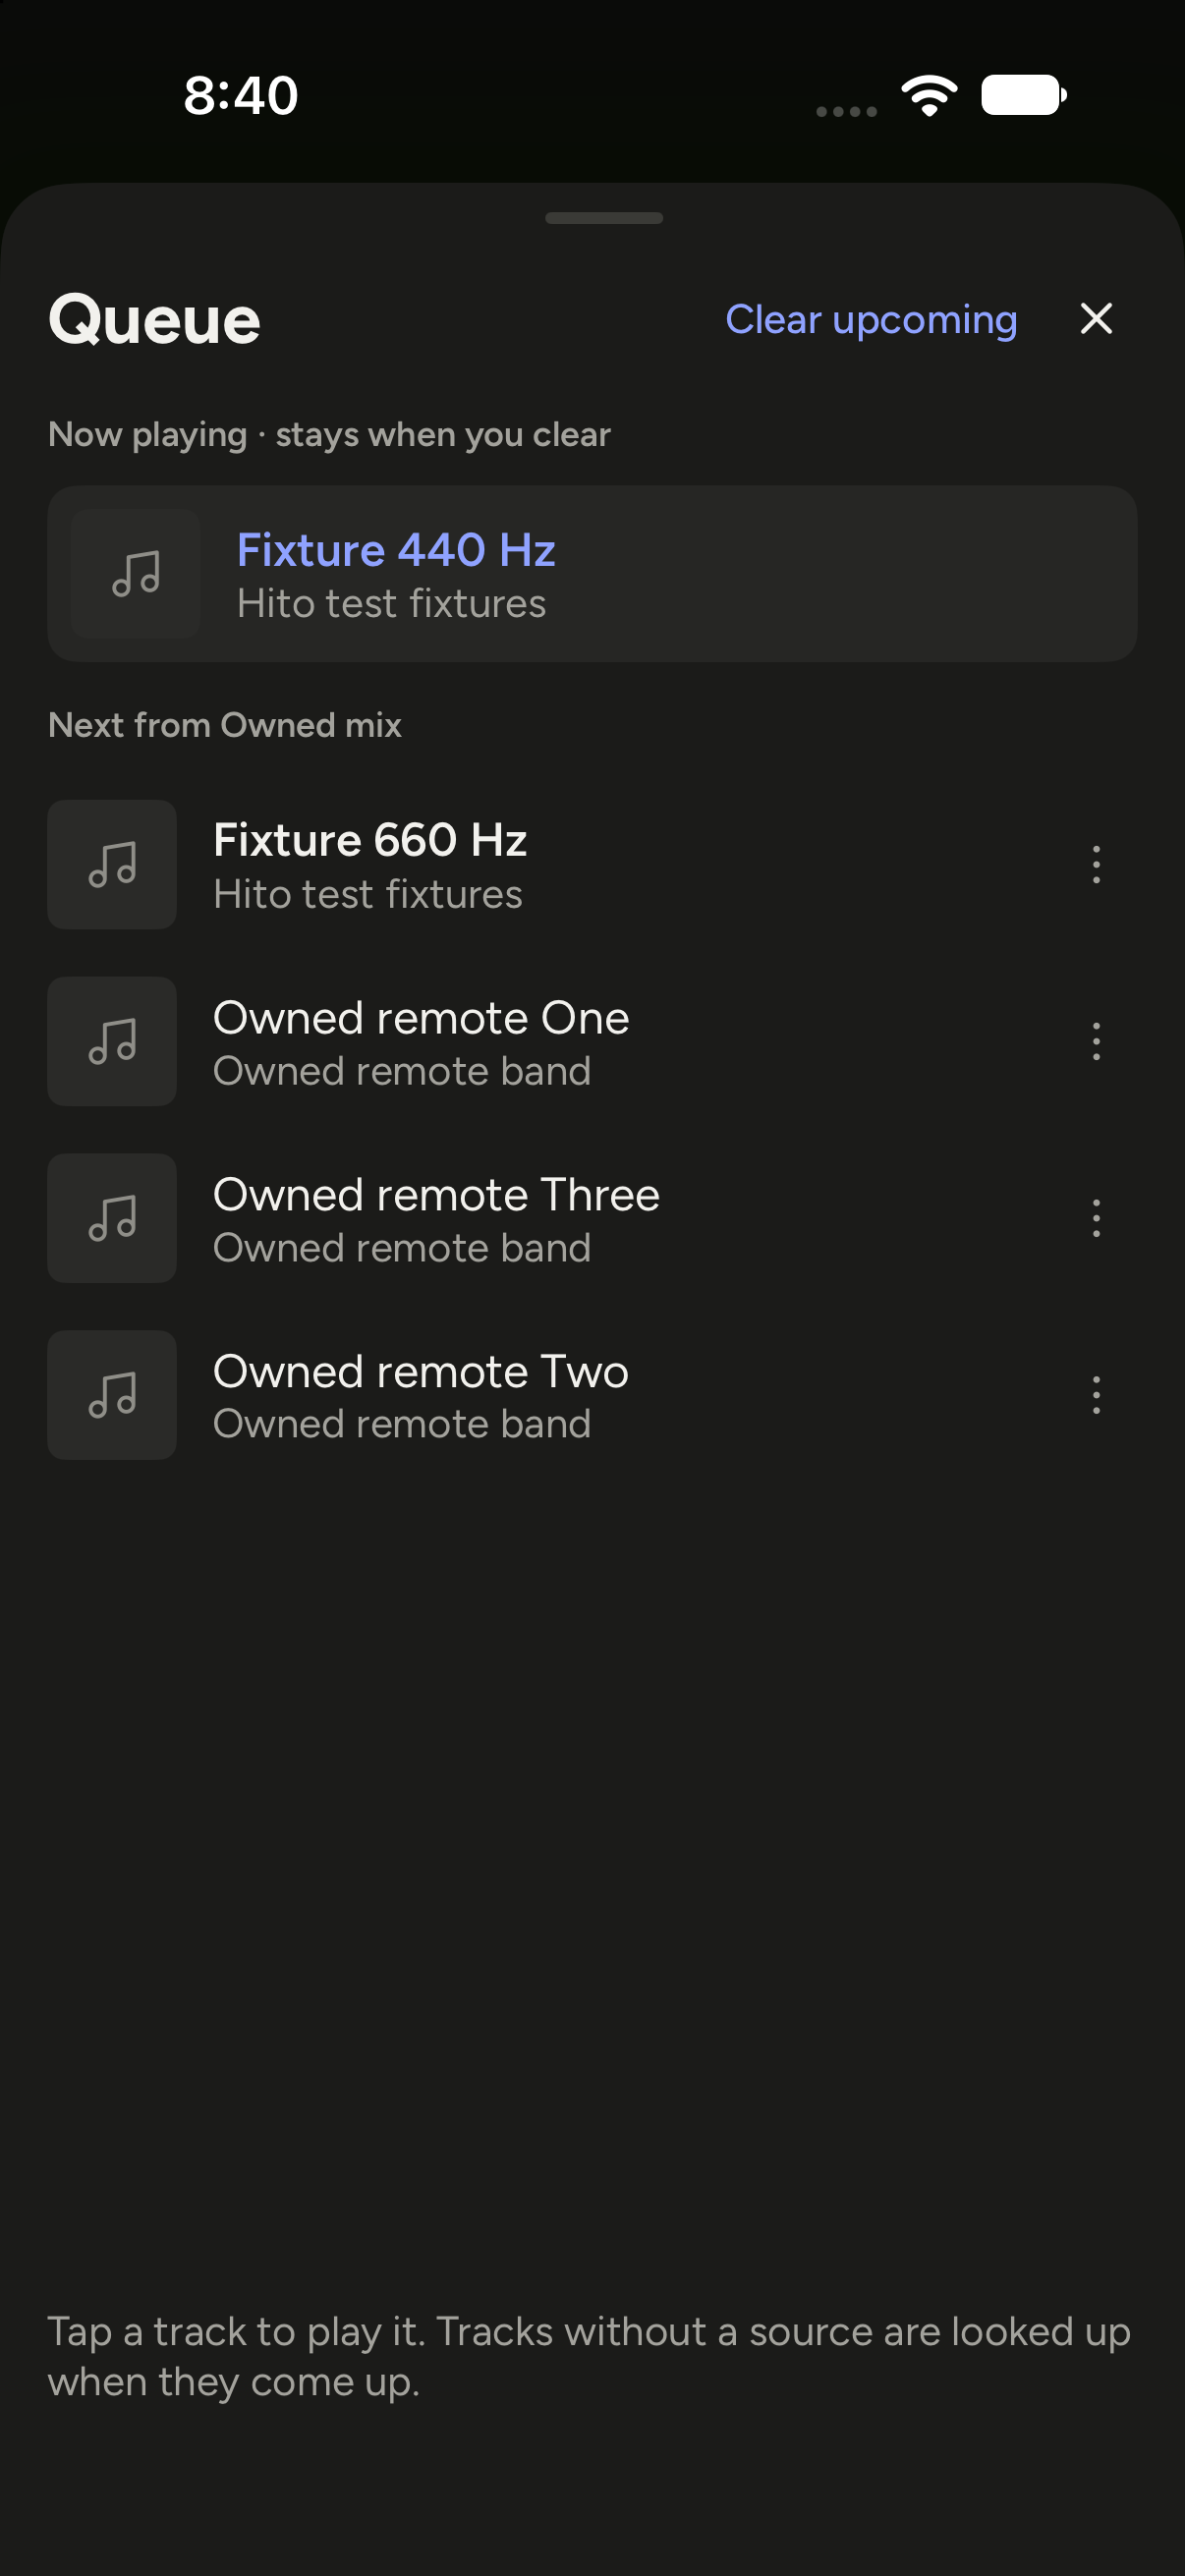 8:40
Queue
Clear upcoming
Now playing · stays when you clear
Fixture 440 Hz
Hito test fixtures
Next from Owned mix
Fixture 660 Hz
Hito test fixtures
Owned remote One
Owned remote band
Owned remote Three
Owned remote band
Owned remote Two
Owned remote band
Tap a track to play it. Tracks without a source are looked up
when they come up.